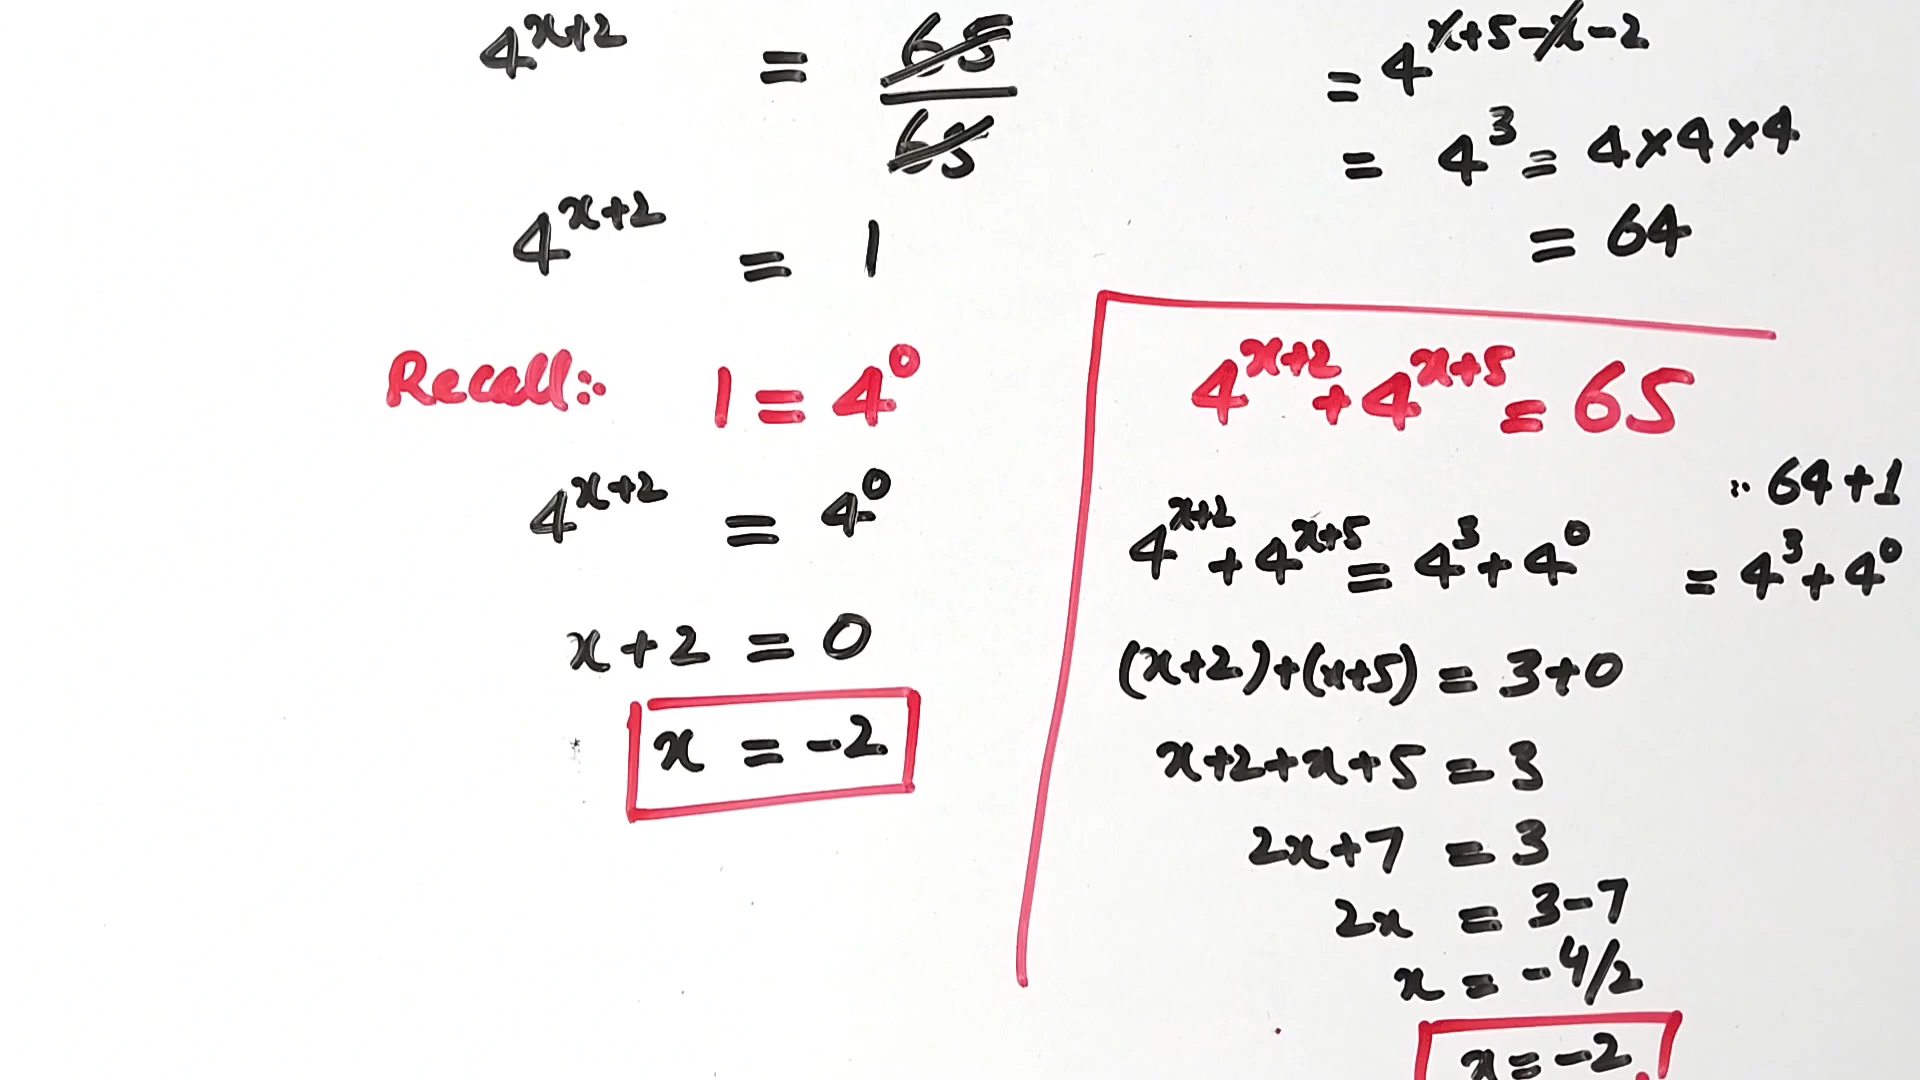 4^{x+2} = 65/65
4^{x+2} = 1
Recall: 1 = 4^0
4^{x+2} = 4^0
x+2 = 0
x = -2
= 4^{x+5-x-2}
= 4^3 = 4×4×4
= 64
4^{x+2} + 4^{x+5} = 65
∵ 64+1
4^{x+2} + 4^{x+5} = 4^3 + 4^0
= 4^3 + 4^0
(x+2)+(x+5) = 3+0
x+2+x+5 = 3
2x+7 = 3
2x = 3-7
x = -4/2
x = -2